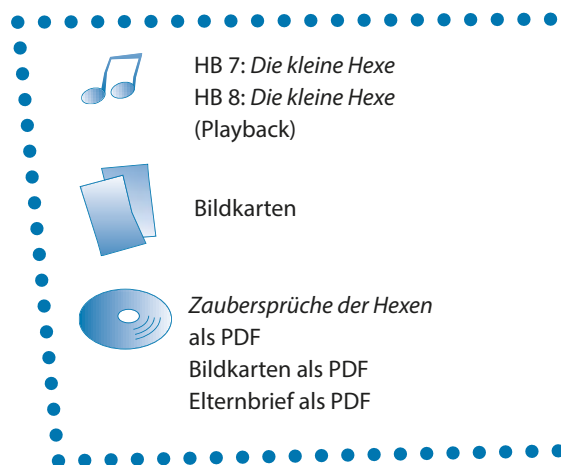 HB 7: Die kleine Hexe
HB 8: Die kleine Hexe
(Playback)
Bildkarten
Zaubersprüche der Hexen
als PDF
Bildkarten als PDF
Elternbrief als PDF